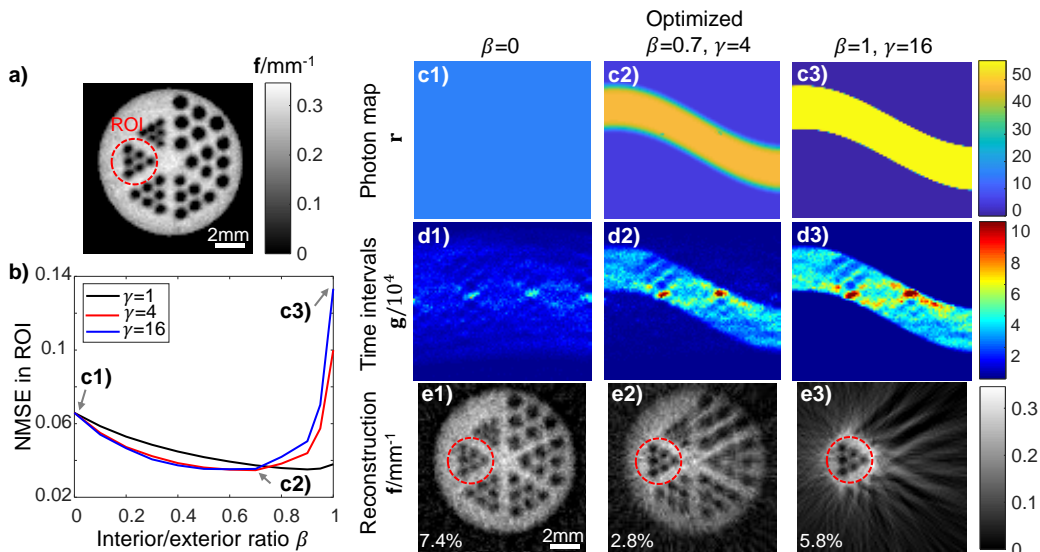 a)
f/mm⁻¹
ROI
2mm
0.3
0.2
0.1
0
b)
NMSE in ROI
0.14
0.1
0.06
0.02
γ=1
γ=4
γ=16
c1)
c2)
c3)
0 0.2 0.4 0.6 0.8 1
Interior/exterior ratio β
β=0
Optimized
β=0.7, γ=4
β=1, γ=16
Photon map
r
c1)
c2)
c3)
50
40
30
20
10
0
Time intervals
g/10⁴
d1)
d2)
d3)
10
8
6
4
2
Reconstruction
f/mm⁻¹
e1)
7.4%
2mm
e2)
2.8%
e3)
5.8%
0.3
0.2
0.1
0